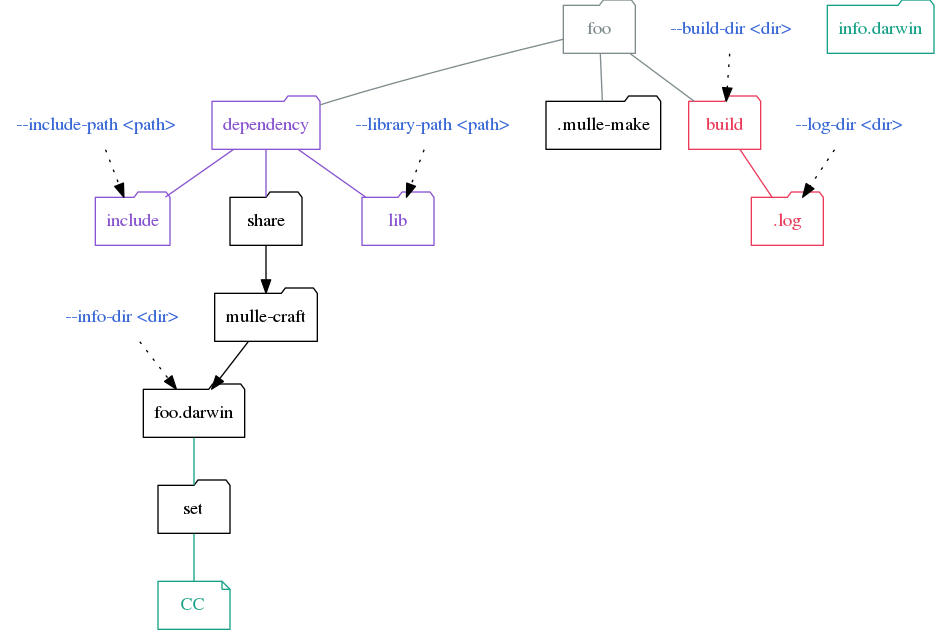 foo
--build-dir <dir>
info.darwin
--include-path <path>
dependency
--library-path <path>
.mulle-make
build
--log-dir <dir>
include
share
lib
.log
--info-dir <dir>
mulle-craft
foo.darwin
set
CC